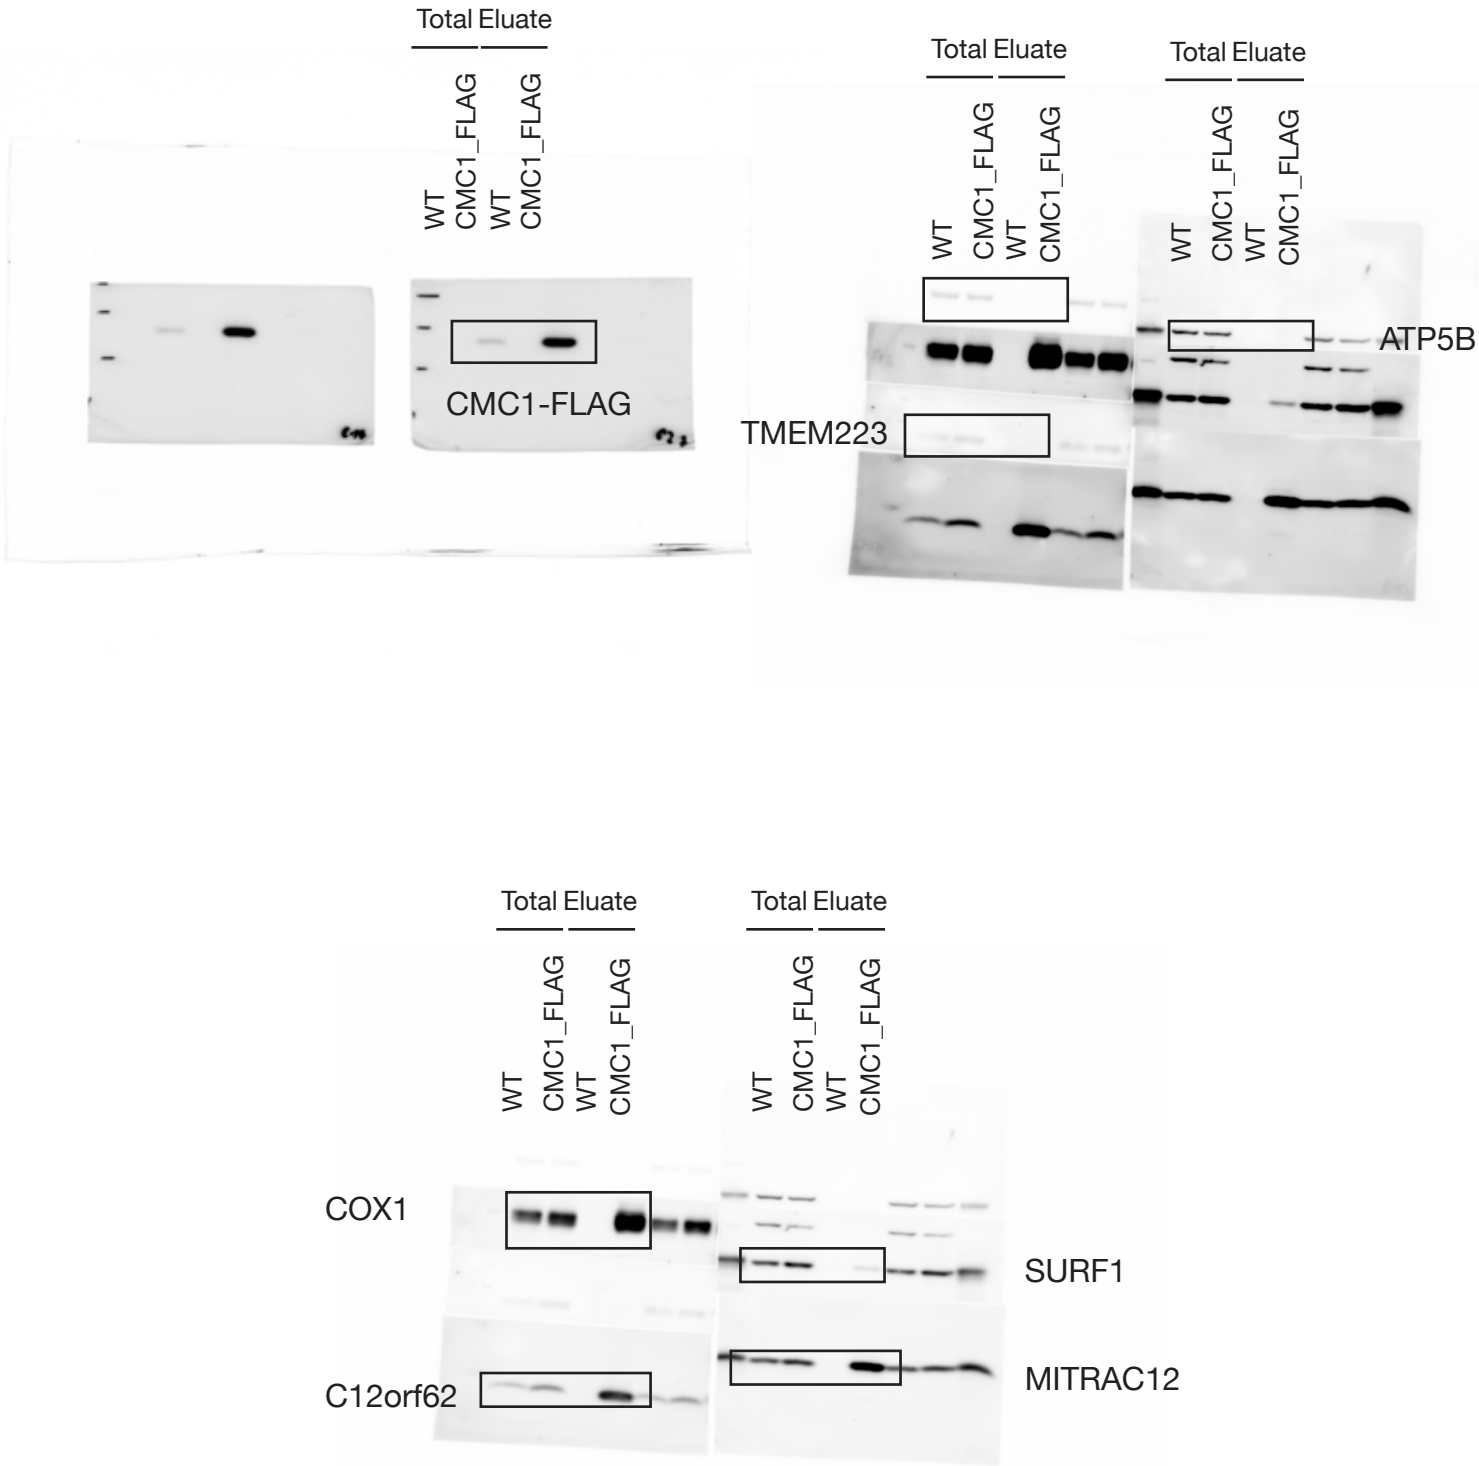 Total Eluate
WT
CMC1_FLAG
WT
CMC1_FLAG
CMC1-FLAG
Total Eluate
WT
CMC1_FLAG
WT
CMC1_FLAG
TMEM223
Total Eluate
WT
CMC1_FLAG
WT
CMC1_FLAG
ATP5B
Total Eluate
WT
CMC1_FLAG
WT
CMC1_FLAG
COX1
C12orf62
Total Eluate
WT
CMC1_FLAG
WT
CMC1_FLAG
SURF1
MITRAC12